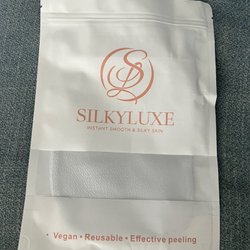 SILKYLUXE
INSTANT SMOOTH & SILKY SKIN
• Vegan • Reusable • Effective peeling